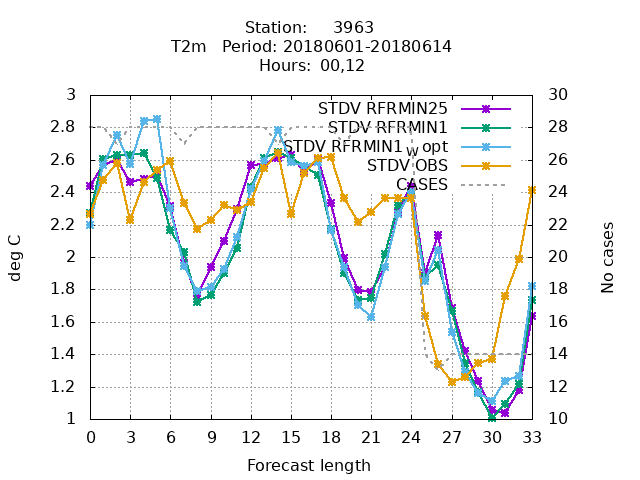 Station: 3963
T2m Period: 20180601-20180614
Hours: 00,12
3
2.8
2.6
2.4
2.2
2
1.8
1.6
1.4
1.2
1
30
28
26
24
22
20
18
16
14
12
10
STDV RFRMIN25
STDV RFRMIN1
STDV RFRMIN1_w_opt
STDV OBS
CASES
deg C
No cases
0 3 6 9 12 15 18 21 24 27 30 33
Forecast length